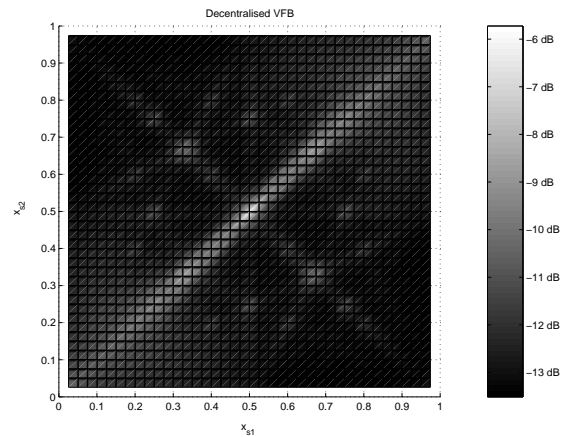 Decentralised VFB
1
0.9
0.8
0.7
0.6
0.5
0.4
0.3
0.2
0.1
0
x_s2
0 0.1 0.2 0.3 0.4 0.5 0.6 0.7 0.8 0.9 1
x_s1
−6 dB
−7 dB
−8 dB
−9 dB
−10 dB
−11 dB
−12 dB
−13 dB